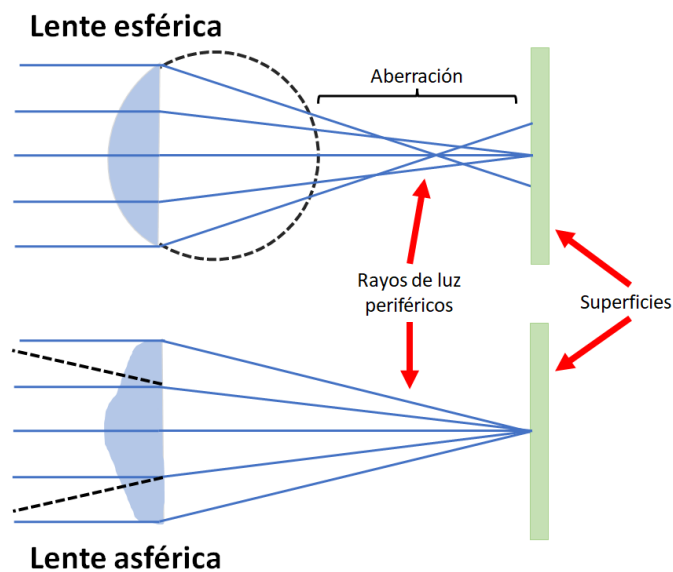 Lente esférica
Aberración
Rayos de luz
periféricos
Superficies
Lente asférica